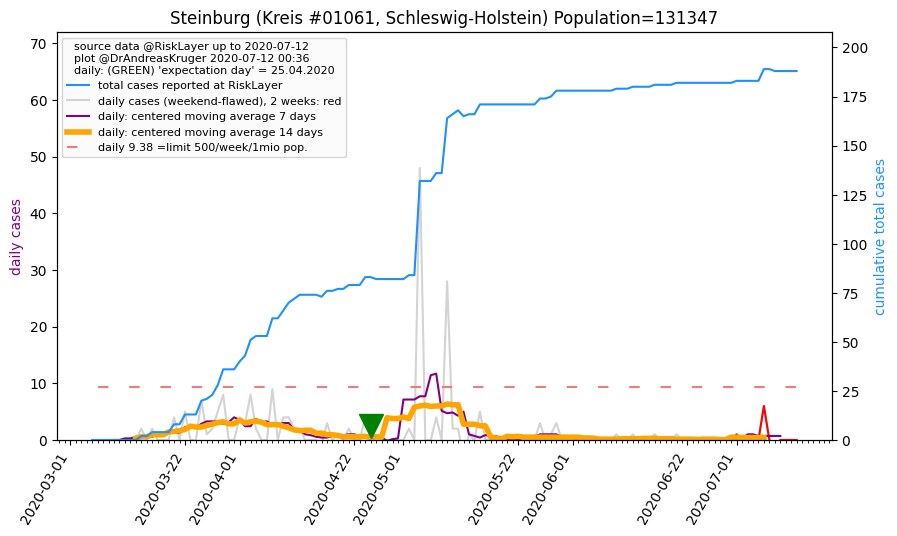 Steinburg (Kreis #01061, Schleswig-Holstein) Population=131347
source data @RiskLayer up to 2020-07-12
plot @DrAndreasKruger 2020-07-12 00:36
daily: (GREEN) 'expectation day' = 25.04.2020
total cases reported at RiskLayer
daily cases (weekend-flawed), 2 weeks: red
daily: centered moving average 7 days
daily: centered moving average 14 days
daily 9.38 =limit 500/week/1mio pop.
daily cases
70
60
50
40
30
20
10
0
cumulative total cases
200
175
150
125
100
75
50
25
0
2020-03-01
2020-03-22
2020-04-01
2020-04-22
2020-05-01
2020-05-22
2020-06-01
2020-06-22
2020-07-01